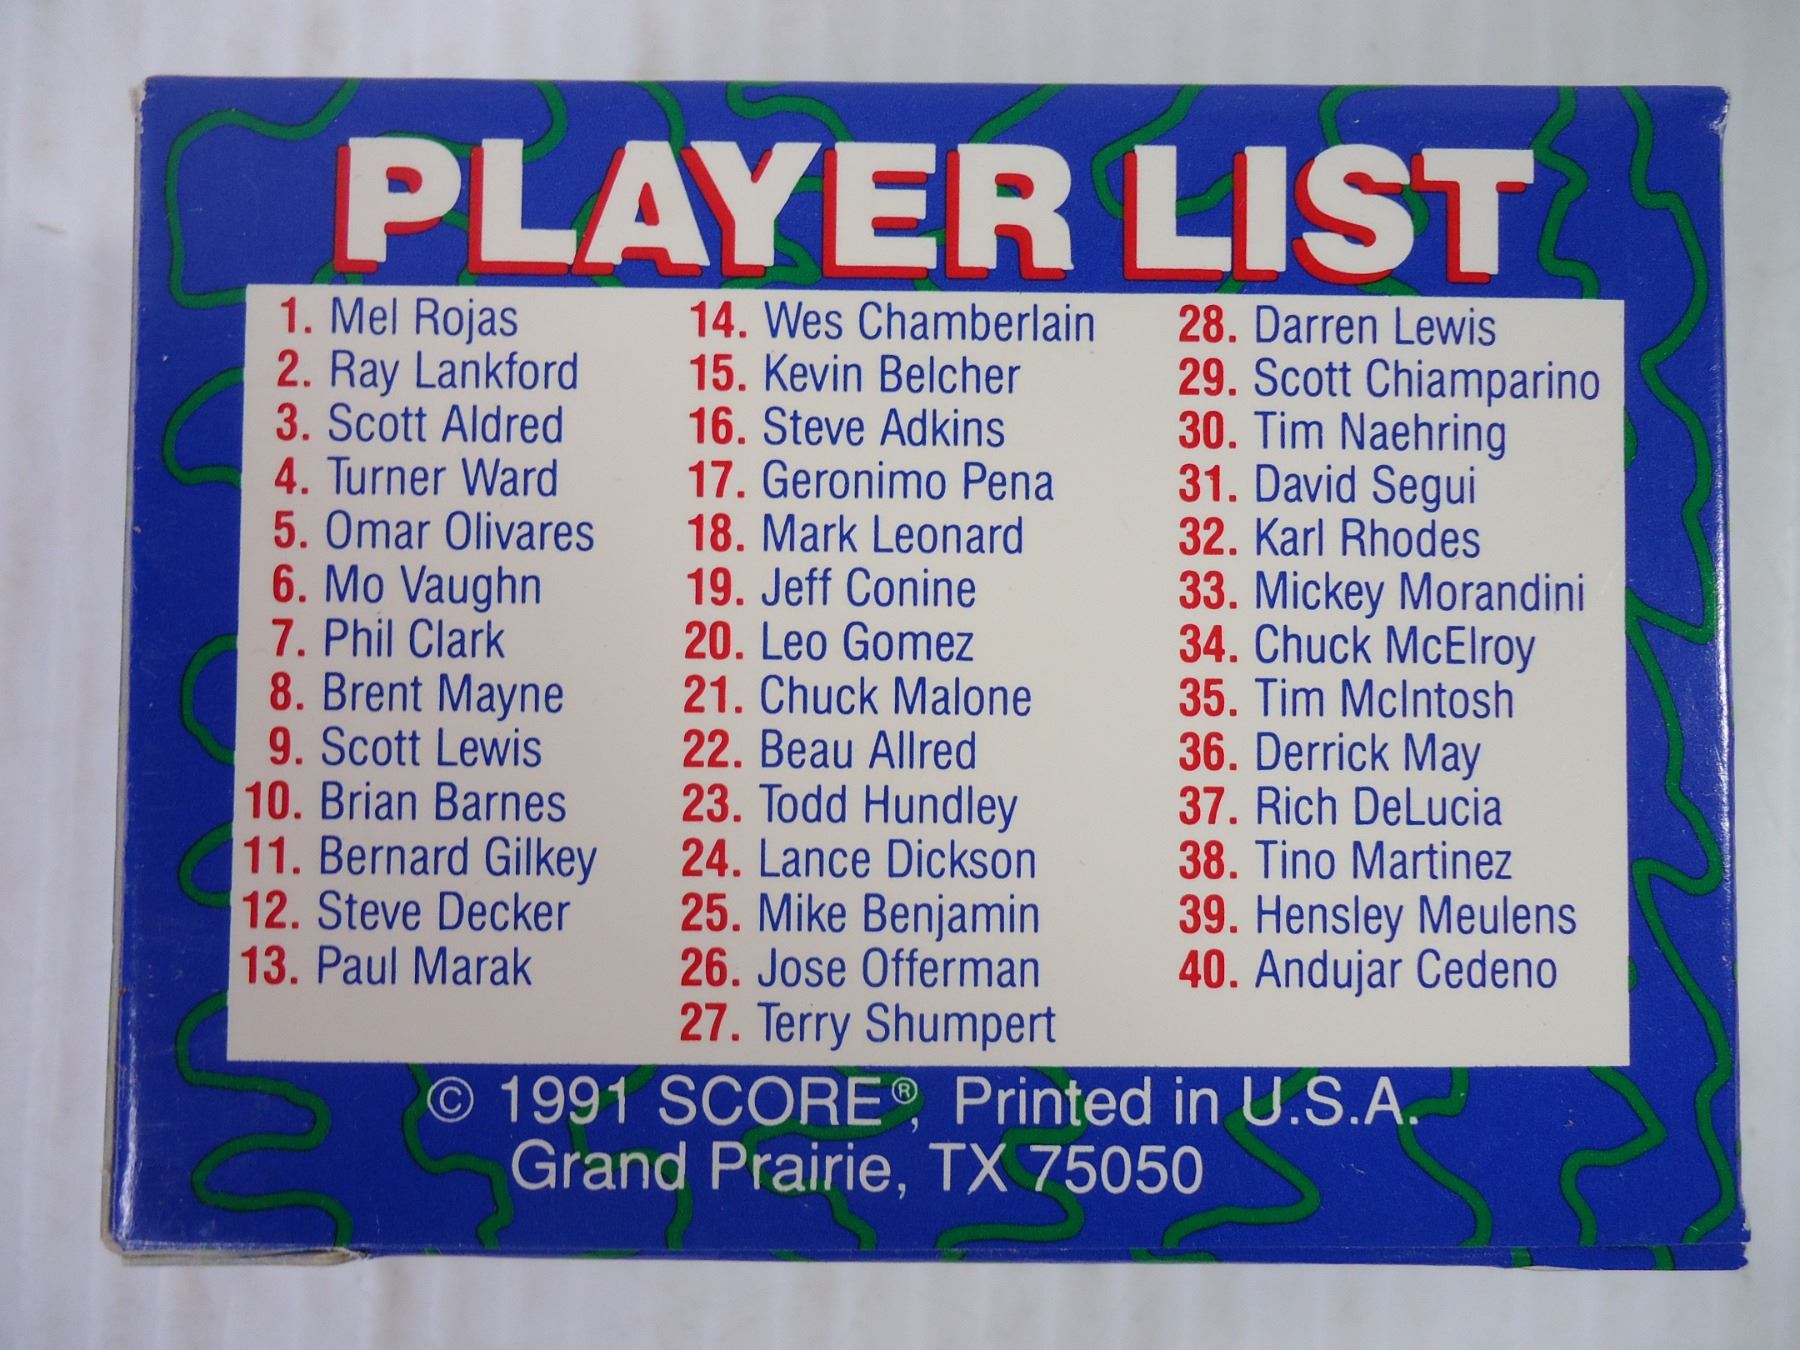 PLAYER LIST
1. Mel Rojas
2. Ray Lankford
3. Scott Aldred
4. Turner Ward
5. Omar Olivares
6. Mo Vaughn
7. Phil Clark
8. Brent Mayne
9. Scott Lewis
10. Brian Barnes
11. Bernard Gilkey
12. Steve Decker
13. Paul Marak
14. Wes Chamberlain
15. Kevin Belcher
16. Steve Adkins
17. Geronimo Pena
18. Mark Leonard
19. Jeff Conine
20. Leo Gomez
21. Chuck Malone
22. Beau Allred
23. Todd Hundley
24. Lance Dickson
25. Mike Benjamin
26. Jose Offerman
27. Terry Shumpert
28. Darren Lewis
29. Scott Chiamparino
30. Tim Naehring
31. David Segui
32. Karl Rhodes
33. Mickey Morandini
34. Chuck McElroy
35. Tim McIntosh
36. Derrick May
37. Rich DeLucia
38. Tino Martinez
39. Hensley Meulens
40. Andujar Cedeno
© 1991 SCORE®, Printed in U.S.A.
Grand Prairie, TX 75050